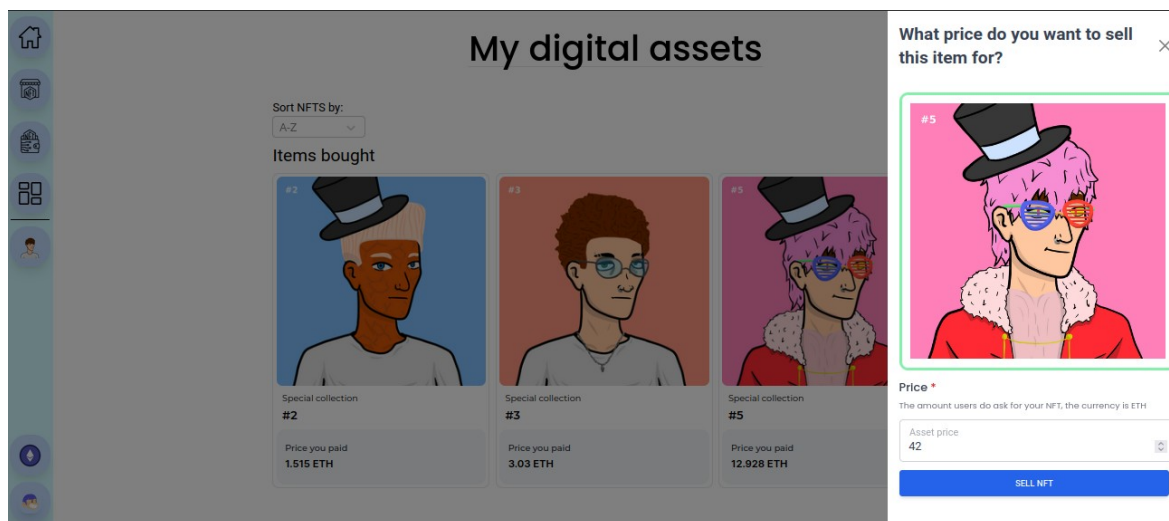 My digital assets
Sort NFTS by:
A-Z
Items bought
#2
#3
#5
Special collection
#2
Price you paid
1.515 ETH
Special collection
#3
Price you paid
3.03 ETH
Special collection
#5
Price you paid
12.928 ETH
What price do you want to sell
this item for?
#5
Price *
The amount users do ask for your NFT, the currency is ETH
Asset price
42
SELL NFT